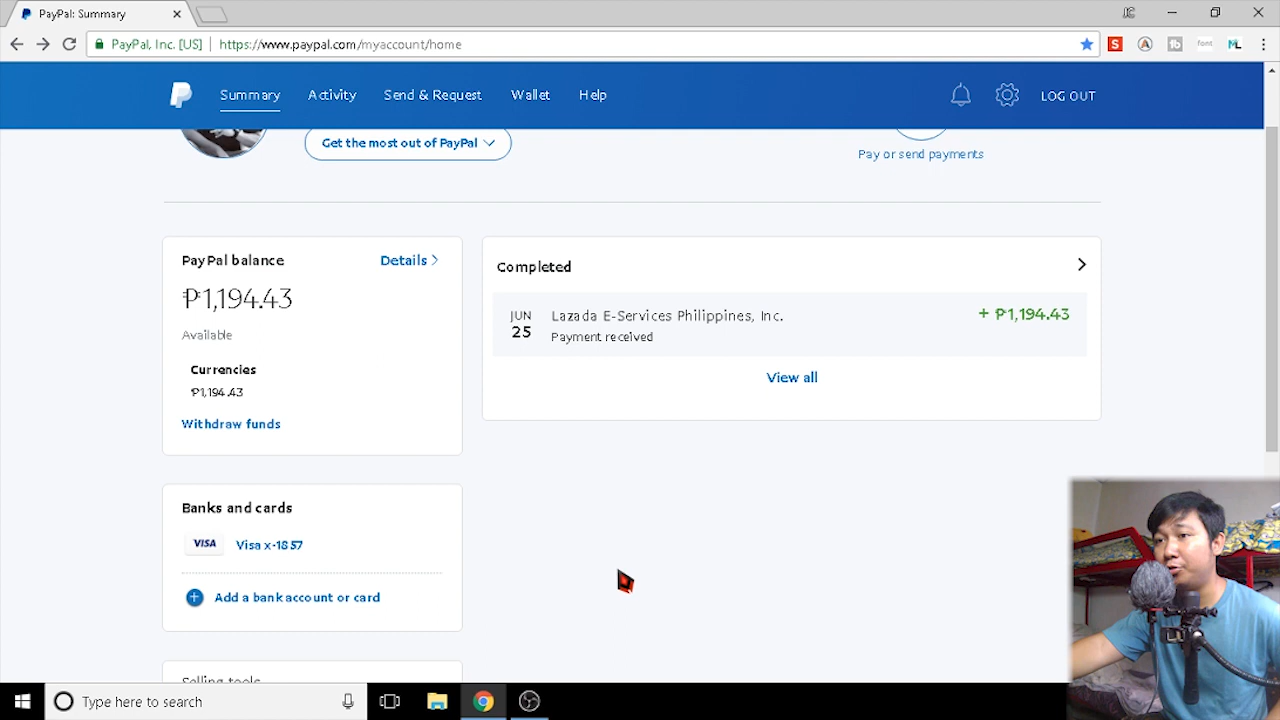 PayPal: Summary
PayPal, Inc. [US]
https://www.paypal.com/myaccount/home
Summary
Activity
Send & Request
Wallet
Help
LOG OUT
Get the most out of PayPal
Pay or send payments
PayPal balance
Details
₱1,194.43
Available
Currencies
₱1,194.43
Withdraw funds
Completed
JUN
25
Lazada E-Services Philippines, Inc.
Payment received
+ ₱1,194.43
View all
Banks and cards
VISA
Visa x-1857
Add a bank account or card
Selling tools
Type here to search